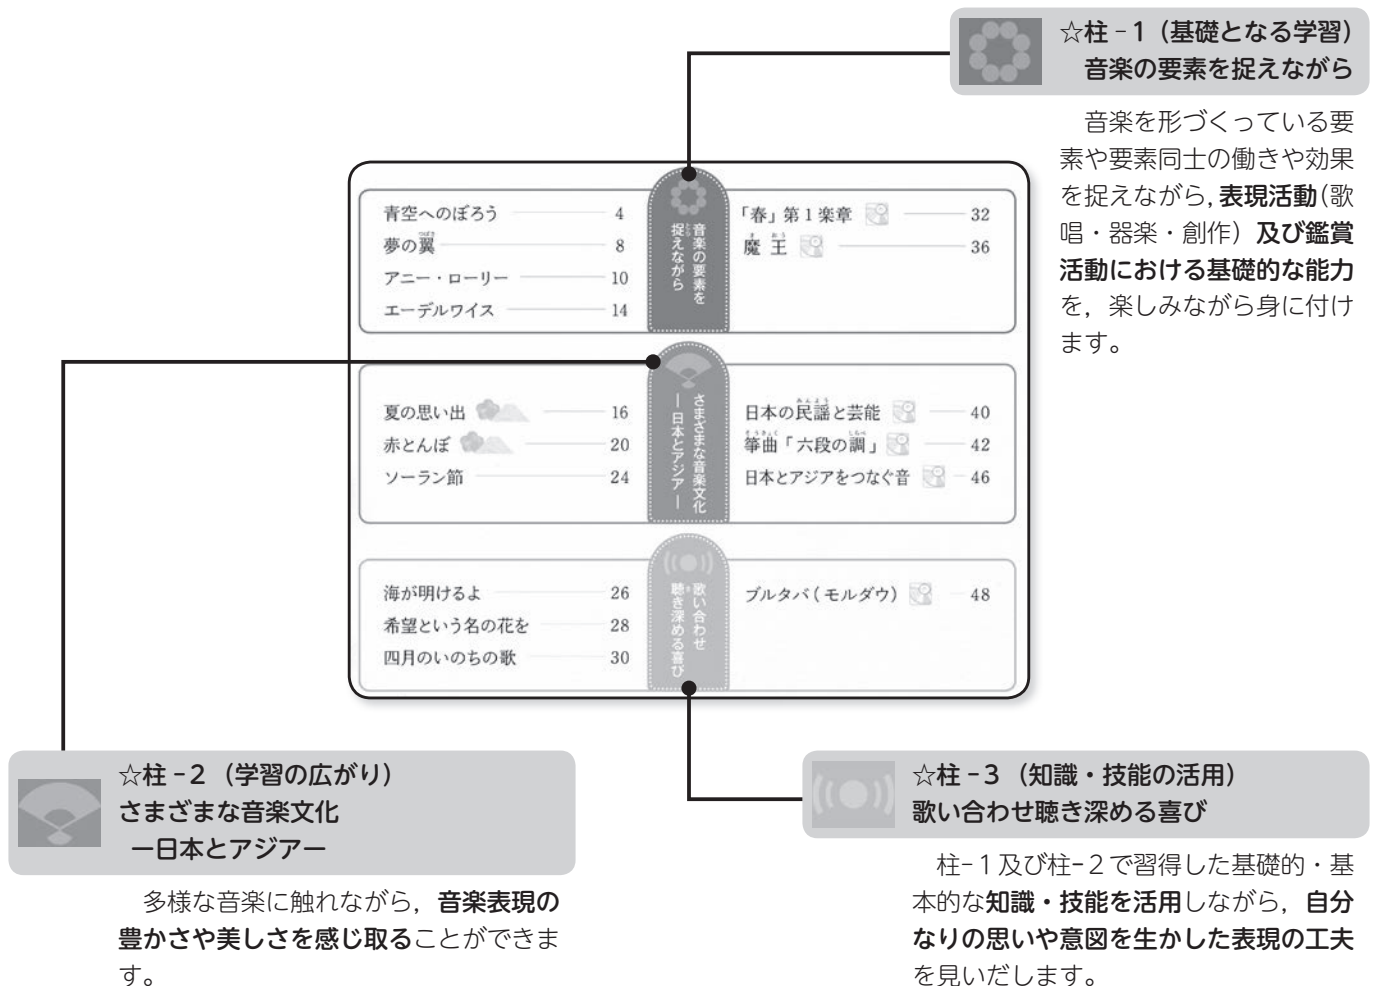 ☆柱-1(基礎となる学習)
音楽の要素を捉えながら
音楽を形づくっている要
素や要素同士の働きや効果
を捉えながら,表現活動(歌
唱・器楽・創作)及び鑑賞
活動における基礎的な能力
を,楽しみながら身に付け
ます。
音楽の要素を
捉えながら
青空へのぼろう 4
夢の翼 8
アニー・ローリー 10
エーデルワイス 14
「春」第1楽章 32
魔王 36
さまざまな音楽文化
―日本とアジア―
夏の思い出 16
赤とんぼ 20
ソーラン節 24
日本の民謡と芸能 40
箏曲「六段の調」 42
日本とアジアをつなぐ音 46
歌い合わせ
聴き深める喜び
海が明けるよ 26
希望という名の花を 28
四月のいのちの歌 30
ブルタバ(モルダウ) 48
☆柱-2(学習の広がり)
さまざまな音楽文化
ー日本とアジアー
多様な音楽に触れながら,音楽表現の
豊かさや美しさを感じ取ることができま
す。
☆柱-3(知識・技能の活用)
歌い合わせ聴き深める喜び
柱-1及び柱-2で習得した基礎的・基
本的な知識・技能を活用しながら,自分
なりの思いや意図を生かした表現の工夫
を見いだします。